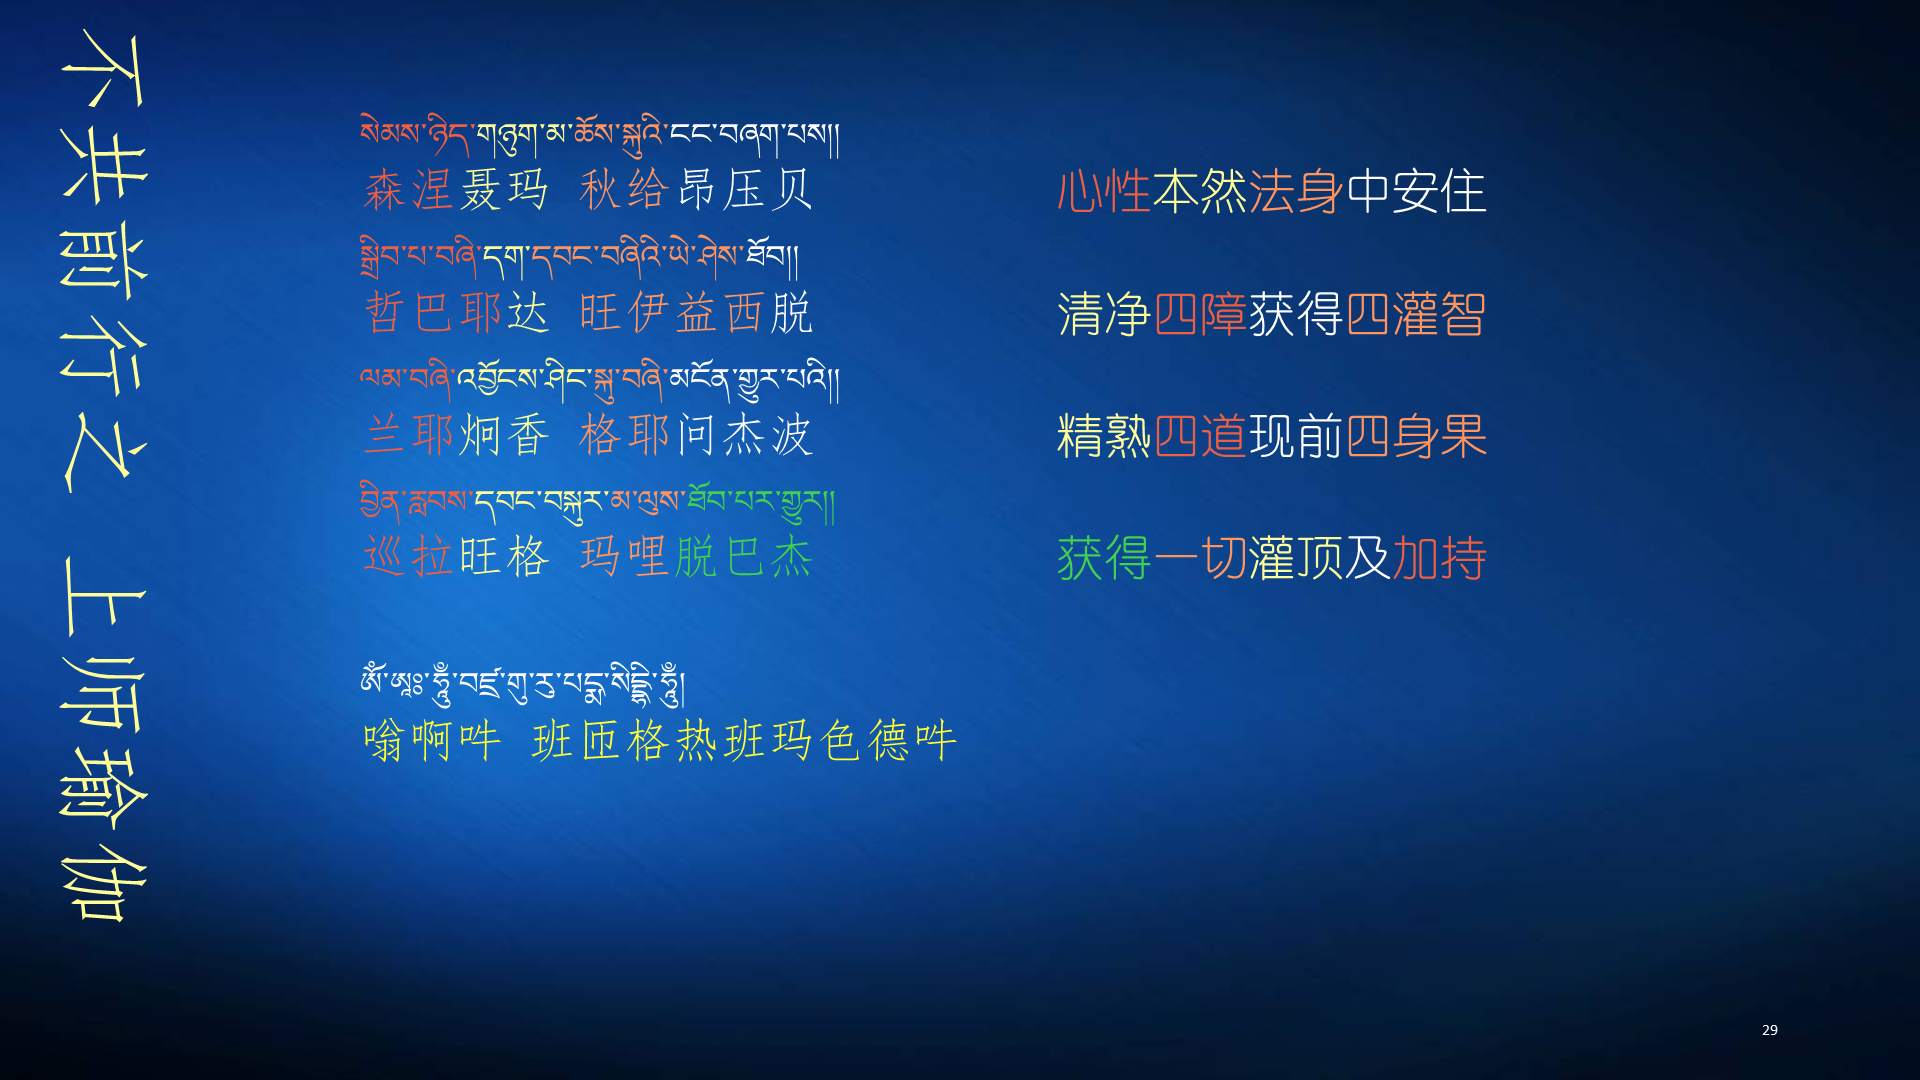 不共前行之 上师瑜伽
སེམས་ཉིད་གཉུག་མ་ཆོས་སྐུའི་ངང་བཞག་པས།།
森涅聂玛 秋给昂压贝
心性本然法身中安住
སྒྲིབ་པ་བཞི་དག་དབང་བཞིའི་ཡེ་ཤེས་ཐོབ།།
哲巴耶达 旺伊益西脱
清净四障获得四灌智
ལམ་བཞི་འབྱོངས་ཤིང་སྐུ་བཞི་མངོན་གྱུར་པའི།།
兰耶炯香 格耶问杰波
精熟四道现前四身果
བྱིན་རླབས་དབང་བསྐུར་མ་ལུས་ཐོབ་པར་གྱུར།།
巡拉旺格 玛哩脱巴杰
获得一切灌顶及加持
ཨོཾ་ཨཱཿ་ཧཱུྃ་བཛྲ་གུ་རུ་པདྨ་སིདྡྷི་ཧཱུྃ།
嗡啊吽 班匝格热班玛色德吽
29